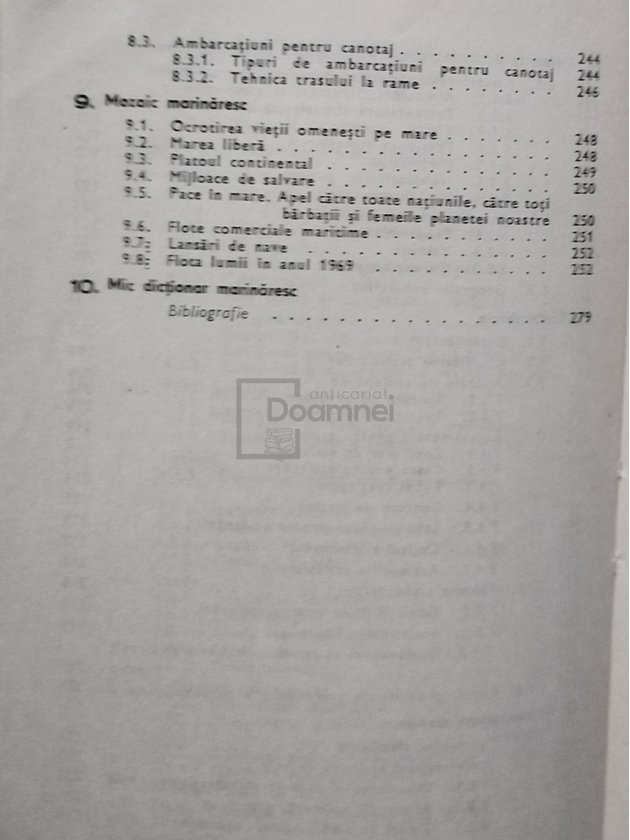 8.3. Ambarcațiuni pentru canotaj . . . . . . . . . . 244
8.3.1. Tipuri de ambarcațiuni pentru canotaj 244
8.3.2. Tehnica trasului la rame . . . . . . . . 246
9. Mozaic marinăresc
9.1. Ocrotirea vieții omenești pe mare . . . . . . . 248
9.2. Marea liberă . . . . . . . . . . . . . . . . . 248
9.3. Platoul continental . . . . . . . . . . . . . . 249
9.4. Mijloace de salvare . . . . . . . . . . . . . . 250
9.5. Pace în mare. Apel către toate națiunile, către toți
bărbații și femeile planetei noastre 250
9.6. Flote comerciale maritime . . . . . . . . . . . 251
9.7. Lansări de nave . . . . . . . . . . . . . . . 252
9.8. Flota lumii în anul 1969 . . . . . . . . . . . 252
10. Mic dicționar marinăresc
Bibliografie . . . . . . . . . . . . . . . . . 279
anticariat
Doamnei